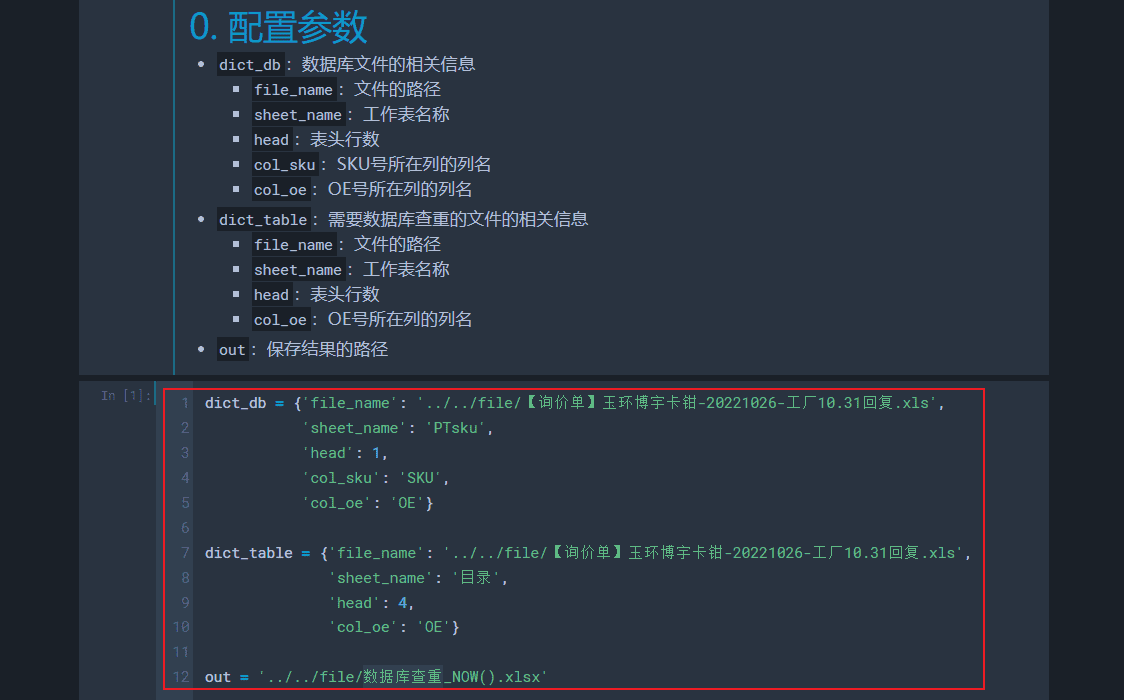 0. 配置参数
dict_db：数据库文件的相关信息
file_name：文件的路径
sheet_name：工作表名称
head：表头行数
col_sku：SKU号所在列的列名
col_oe：OE号所在列的列名
dict_table：需要数据库查重的文件的相关信息
file_name：文件的路径
sheet_name：工作表名称
head：表头行数
col_oe：OE号所在列的列名
out：保存结果的路径
In [1]:
1 dict_db = {'file_name': '../../file/【询价单】玉环博宇卡钳-20221026-工厂10.31回复.xls',
2 'sheet_name': 'PTsku',
3 'head': 1,
4 'col_sku': 'SKU',
5 'col_oe': 'OE'}
6
7 dict_table = {'file_name': '../../file/【询价单】玉环博宇卡钳-20221026-工厂10.31回复.xls',
8 'sheet_name': '目录',
9 'head': 4,
10 'col_oe': 'OE'}
11
12 out = '../../file/数据库查重_NOW().xlsx'